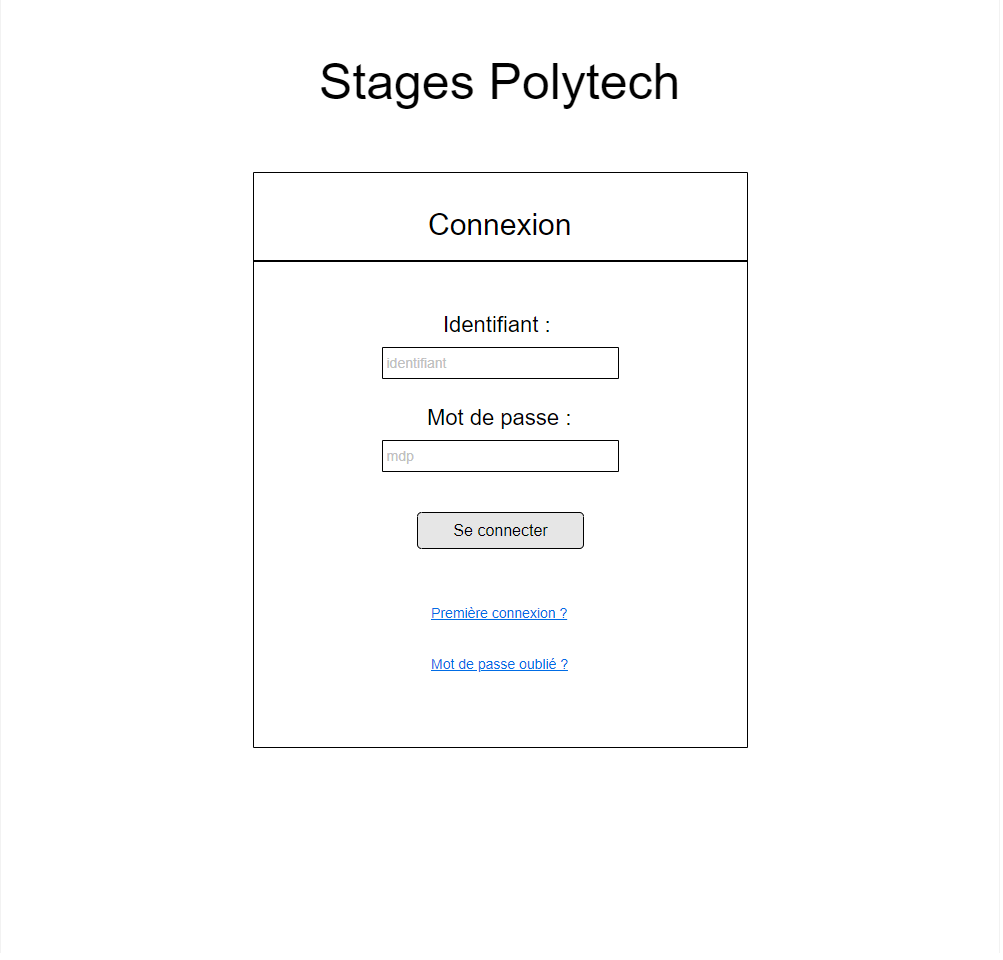 Stages Polytech
Connexion
Identifiant :
identifiant
Mot de passe :
mdp
Se connecter
Première connexion ?
Mot de passe oublié ?